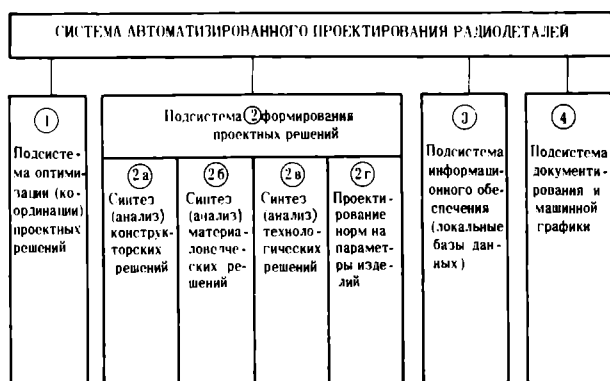 СИСТЕМА АВТОМАТИЗИРОВАННОГО ПРОЕКТИРОВАНИЯ РАДИОДЕТАЛЕЙ
1
Подсисте-
ма оптими-
зации (ко-
ординации)
проектных
решений
Подсистема 2 формирования
проектных решений
2а
Синтез
(анализ)
конструк-
торских
решений
2б
Синтез
(анализ)
материа-
ловедче-
ских ре-
шений
2в
Синтез
(анализ)
техноло-
гических
решений
2г
Проекти-
рование
норм на
парамет-
ры изде-
лий
3
Подсистема
информаци-
онного обе-
спечения
(локальные
базы дан-
ных)
4
Подсистема
документи-
рования и
машинной
графики